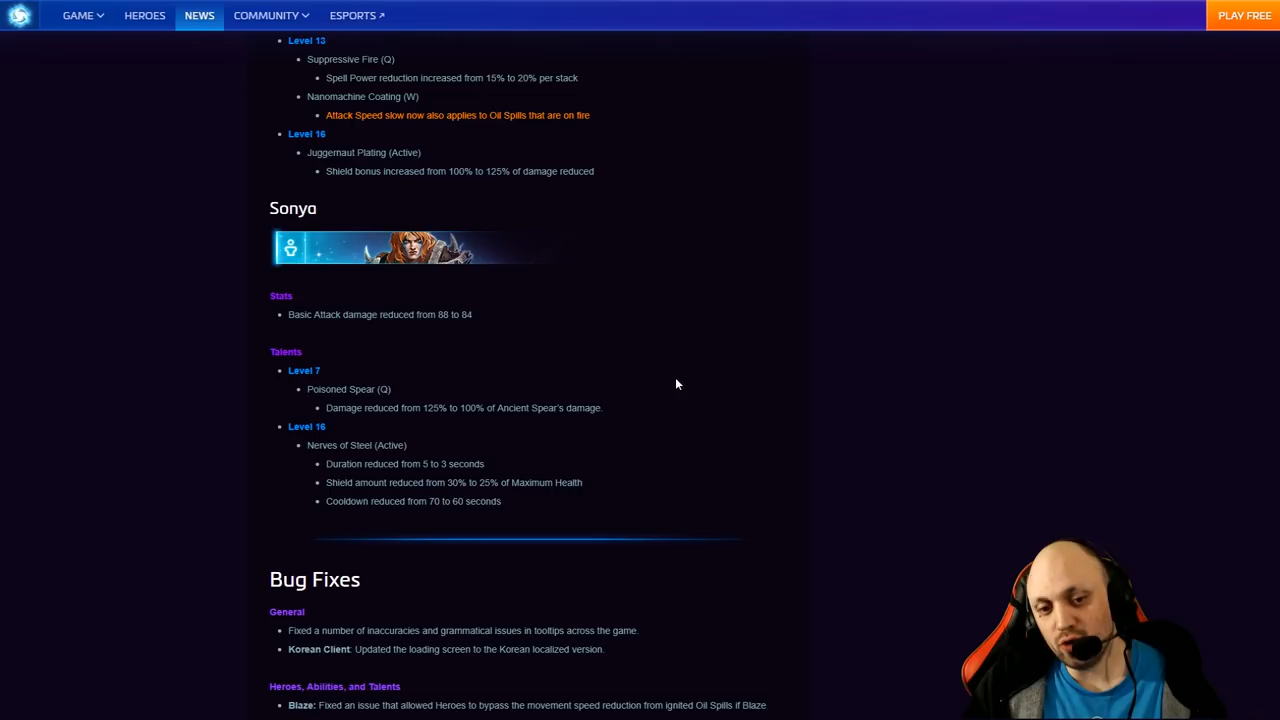 GAME HEROES NEWS COMMUNITY ESPORTS PLAY FREE
Level 13
Suppressive Fire (Q)
Spell Power reduction increased from 15% to 20% per stack
Nanomachine Coating (W)
Attack Speed slow now also applies to Oil Spills that are on fire
Level 16
Juggernaut Plating (Active)
Shield bonus increased from 100% to 125% of damage reduced
Sonya
Stats
Basic Attack damage reduced from 88 to 84
Talents
Level 7
Poisoned Spear (Q)
Damage reduced from 125% to 100% of Ancient Spear's damage.
Level 16
Nerves of Steel (Active)
Duration reduced from 5 to 3 seconds
Shield amount reduced from 30% to 25% of Maximum Health
Cooldown reduced from 70 to 60 seconds
Bug Fixes
General
Fixed a number of inaccuracies and grammatical issues in tooltips across the game.
Korean Client: Updated the loading screen to the Korean localized version.
Heroes, Abilities, and Talents
Blaze: Fixed an issue that allowed Heroes to bypass the movement speed reduction from ignited Oil Spills if Blaze